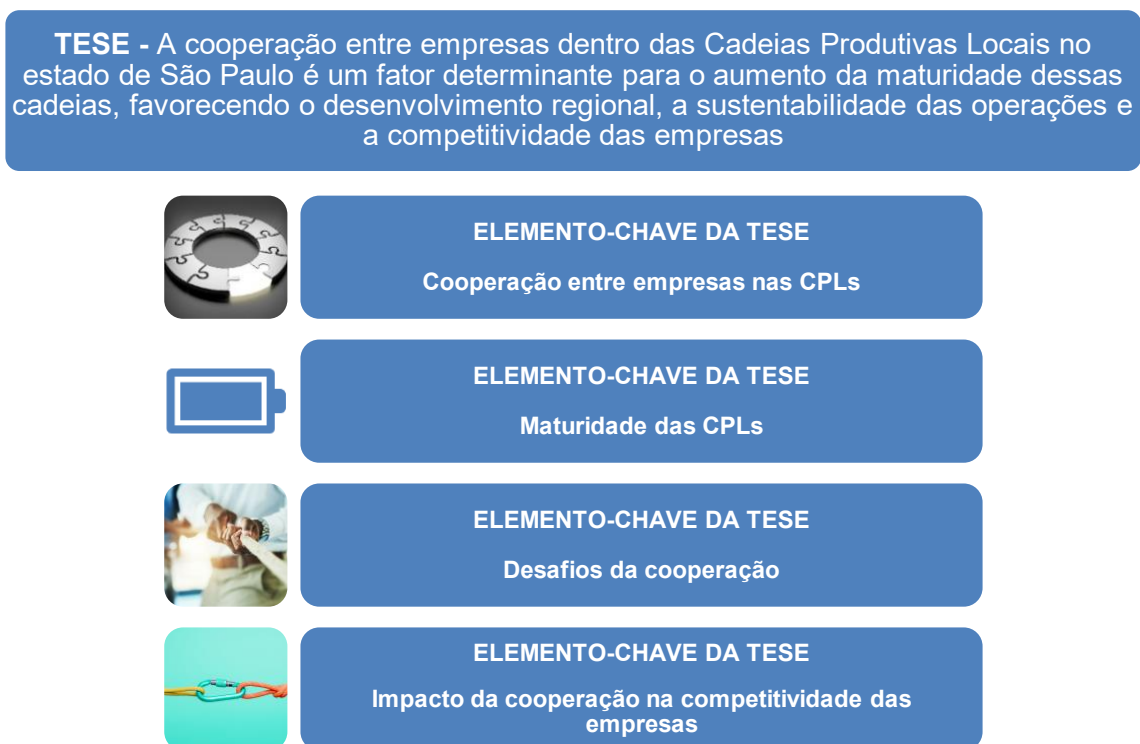 TESE - A cooperação entre empresas dentro das Cadeias Produtivas Locais no
estado de São Paulo é um fator determinante para o aumento da maturidade dessas
cadeias, favorecendo o desenvolvimento regional, a sustentabilidade das operações e
a competitividade das empresas
ELEMENTO-CHAVE DA TESE
Cooperação entre empresas nas CPLs
ELEMENTO-CHAVE DA TESE
Maturidade das CPLs
ELEMENTO-CHAVE DA TESE
Desafios da cooperação
ELEMENTO-CHAVE DA TESE
Impacto da cooperação na competitividade das
empresas